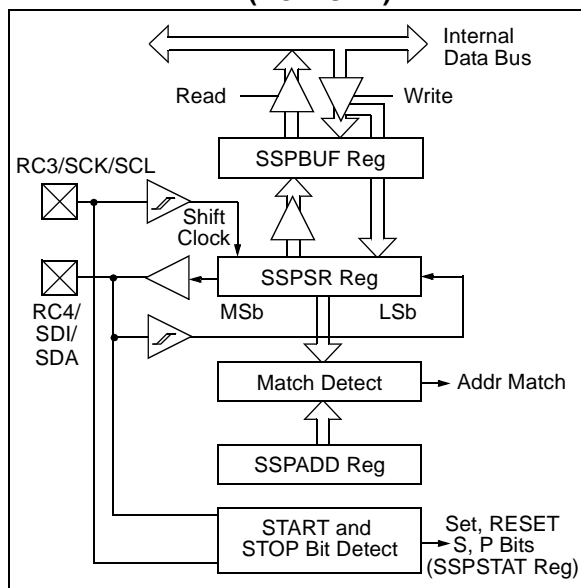 Internal
Data Bus
Read
Write
SSPBUF Reg
RC3/SCK/SCL
Shift
Clock
SSPSR Reg
MSb
LSb
RC4/
SDI/
SDA
Match Detect
Addr Match
SSPADD Reg
START and
STOP Bit Detect
Set, RESET
S, P Bits
(SSPSTAT Reg)